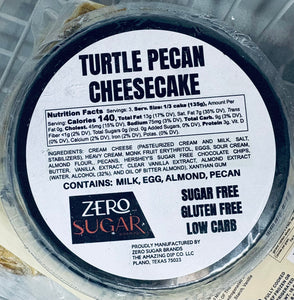 TURTLE PECAN
CHEESECAKE
Nutrition Facts Servings: 3, Serv. Size: 1/3 cake (135g), Amount Per
Serving: Calories 140, Total Fat 13g (17% DV), Sat. Fat 7g (35% DV), Trans
Fat 0g, Cholest. 45mg (15% DV), Sodium 75mg (3% DV), Total Carb. 9g (3% DV),
Fiber <1g (2% DV), Total Sugars 0g (Incl. 0g Added Sugars, 0% DV), Protein 3g, Vit. D
(0% DV), Calcium (2% DV), Iron (2% DV), Potas. (0% DV).
INGREDIENTS: CREAM CHEESE (PASTEURIZED CREAM AND MILK, SALT,
STABILIZERS), HEAVY CREAM, MONK FRUIT ERYTHRITOL, EGGS, SOUR CREAM,
ALMOND FLOUR, PECANS, HERSHEY'S SUGAR FREE CHOCOLATE CHIPS,
BUTTER, VANILLA EXTRACT, CLEAR VANILLA EXTRACT, ALMOND EXTRACT
(WATER, ALCOHOL (32%), AND OIL OF BITTER ALMOND), XANTHAN GUM
CONTAINS: MILK, EGG, ALMOND, PECAN
ZERO
SUGAR
SUGAR FREE
GLUTEN FREE
LOW CARB
PROUDLY MANUFACTURED BY
ZERO SUGAR BRANDS
THE AMAZING DIP CO. LLC
PLANO, TEXAS 75023